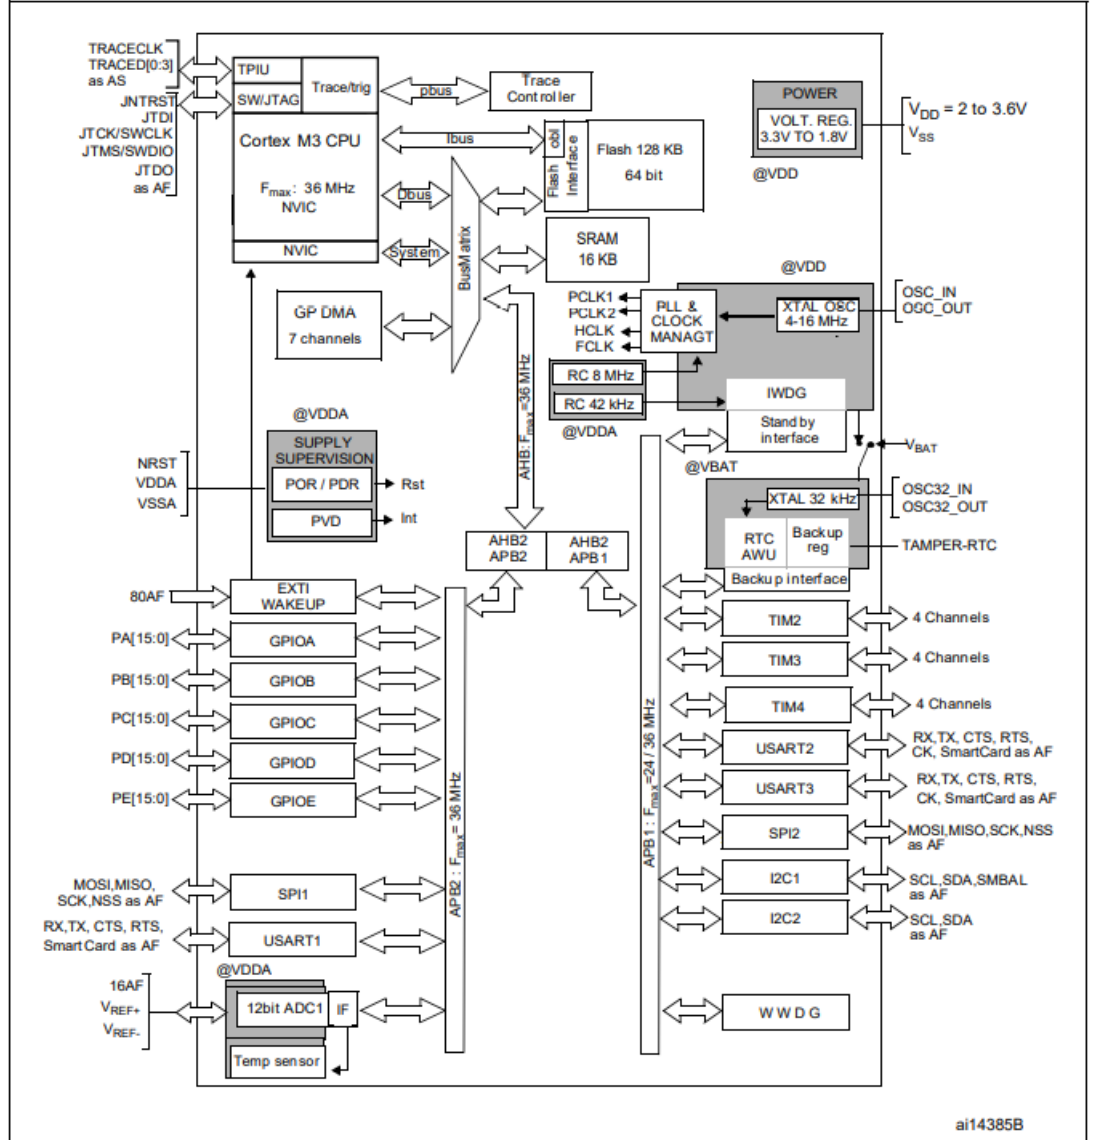 TRACECLK
TRACED[0:3]
as AS
TPIU
SW/JTAG
Trace/trig
pbus
Trace
Controller
JNTRST
JTDI
JTCK/SWCLK
JTMS/SWDIO
JTDO
as AF
Cortex M3 CPU
Fmax: 36 MHz
NVIC
NVIC
Ibus
Dbus
System
BusMatrix
Flash obl
Interface
Flash 128 KB
64 bit
SRAM
16 KB
POWER
VOLT. REG.
3.3V TO 1.8V
@VDD
VDD = 2 to 3.6V
VSS
GP DMA
7 channels
AHB: Fmax=36 MHz
@VDD
PCLK1
PCLK2
HCLK
FCLK
PLL &
CLOCK
MANAGT
XTAL OSC
4-16 MHz
OSC_IN
OSC_OUT
RC 8 MHz
RC 42 kHz
@VDDA
IWDG
Stand by
interface
VBAT
@VBAT
@VDDA
SUPPLY
SUPERVISION
POR / PDR
Rst
PVD
Int
NRST
VDDA
VSSA
XTAL 32 kHz
OSC32_IN
OSC32_OUT
RTC
AWU
Backup
reg
TAMPER-RTC
Backup interface
AHB2
APB2
AHB2
APB1
80AF
EXTI
WAKEUP
PA[15:0]
GPIOA
PB[15:0]
GPIOB
PC[15:0]
GPIOC
PD[15:0]
GPIOD
PE[15:0]
GPIOE
MOSI,MISO,
SCK,NSS as AF
SPI1
RX,TX, CTS, RTS,
Smart Card as AF
USART1
@VDDA
16AF
VREF+
VREF-
12bit ADC1
IF
Temp sensor
APB2 : Fmax= 36 MHz
APB1 : Fmax=24 / 36 MHz
TIM2
4 Channels
TIM3
4 Channels
TIM4
4 Channels
USART2
RX,TX, CTS, RTS,
CK, SmartCard as AF
USART3
RX,TX, CTS, RTS,
CK, SmartCard as AF
SPI2
MOSI,MISO,SCK,NSS
as AF
I2C1
SCL,SDA,SMBAL
as AF
I2C2
SCL,SDA
as AF
W W D G
ai14385B